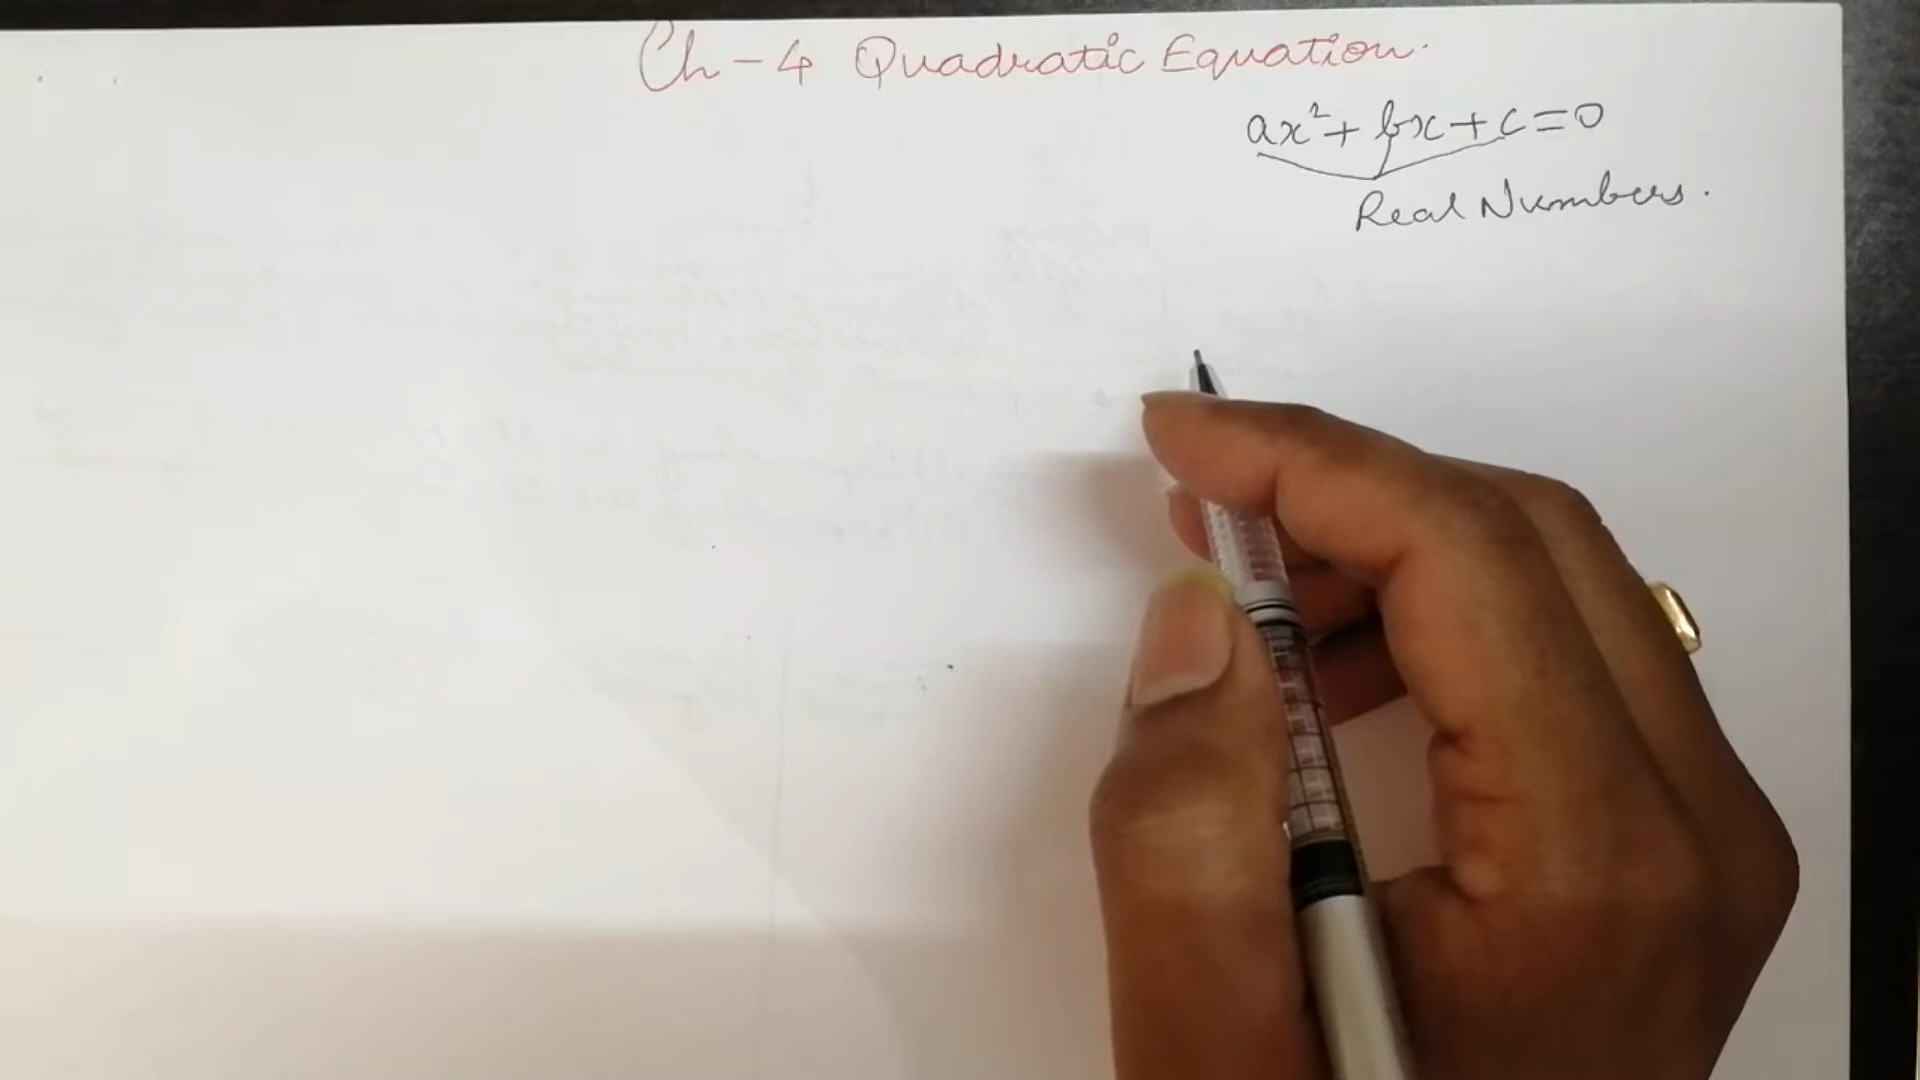 Ch - 4 Quadratic Equation.
ax² + bx + c = 0
Real Numbers.